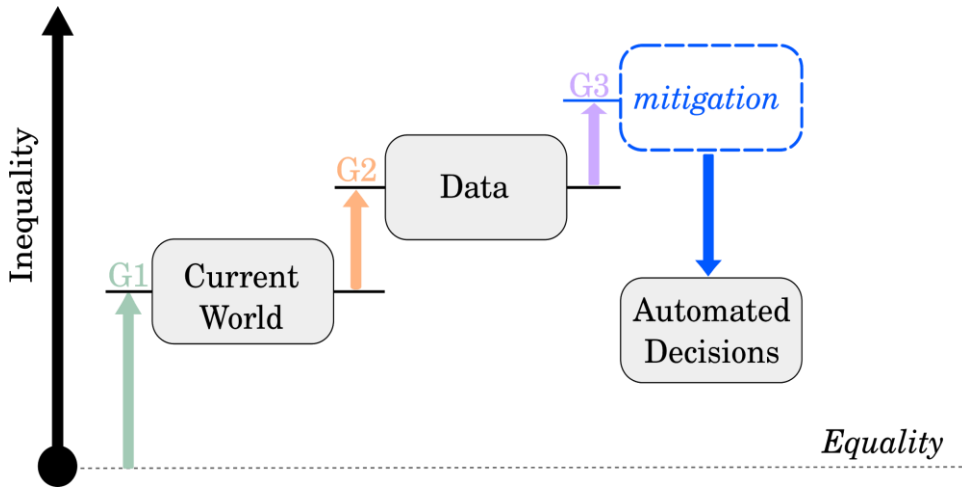 Inequality
G1
Current
World
G2
Data
G3
mitigation
Automated
Decisions
Equality